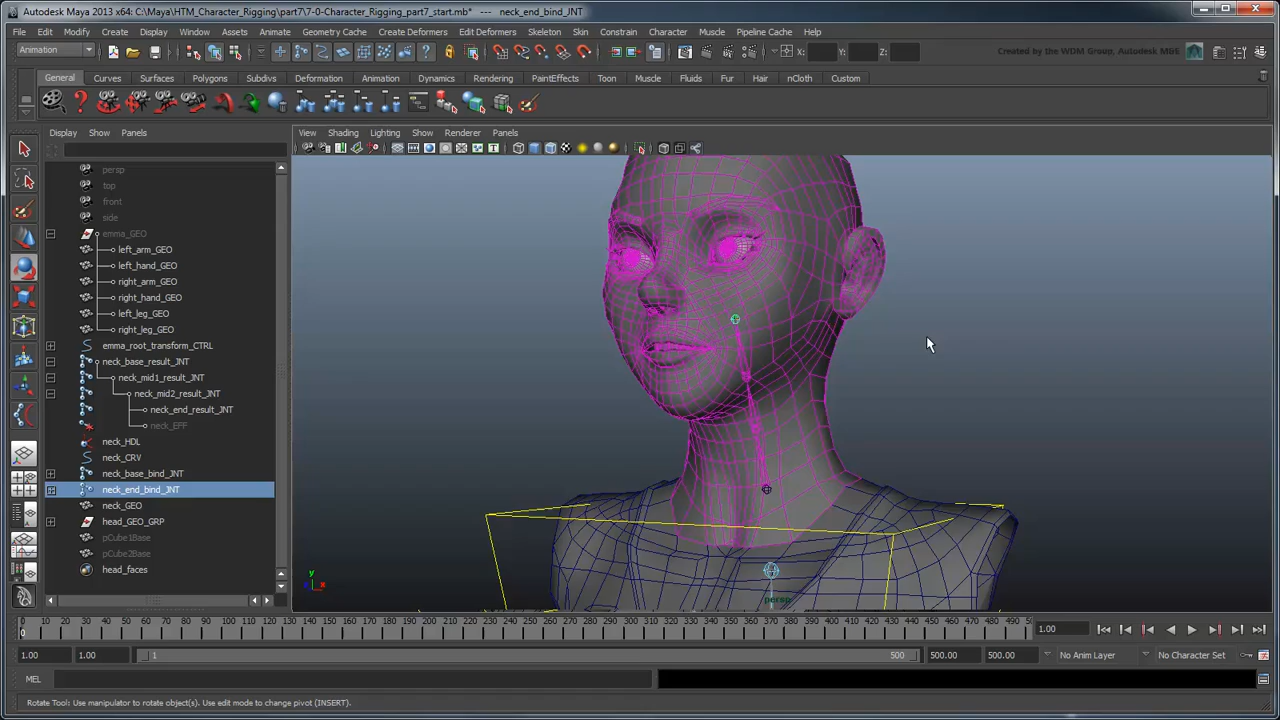 Autodesk Maya 2013 x64: C:\Maya\HTM_Character_Rigging\part7\7-0-Character_Rigging_part7_start.mb* --- neck_end_bind_JNT
File Edit Modify Create Display Window Assets Animate Geometry Cache Create Deformers Edit Deformers Skeleton Skin Constrain Character Muscle Pipeline Cache Help
Animation X: Y: Z: Created by the WDM Group, Autodesk M&E
General Curves Surfaces Polygons Subdivs Deformation Animation Dynamics Rendering PaintEffects Toon Muscle Fluids Fur Hair nCloth Custom
Display Show Panels
View Shading Lighting Show Renderer Panels
persp
top
front
side
emma_GEO
left_arm_GEO
left_hand_GEO
right_arm_GEO
right_hand_GEO
left_leg_GEO
right_leg_GEO
emma_root_transform_CTRL
neck_base_result_JNT
neck_mid1_result_JNT
neck_mid2_result_JNT
neck_end_result_JNT
neck_EFF
neck_HDL
neck_CRV
neck_base_bind_JNT
neck_end_bind_JNT
neck_GEO
head_GEO_GRP
pCube1Base
pCube2Base
head_faces
y
x
persp
0 10 20 30 40 50 60 70 80 90 100 110 120 130 140 150 160 170 180 190 200 210 220 230 240 250 260 270 280 290 300 310 320 330 340 350 360 370 380 390 400 410 420 430 440 450 460 470 480 490 500
0
1.00
1.00 1.00 1 500 500.00 500.00 No Anim Layer No Character Set
MEL
Rotate Tool: Use manipulator to rotate object(s). Use edit mode to change pivot (INSERT).